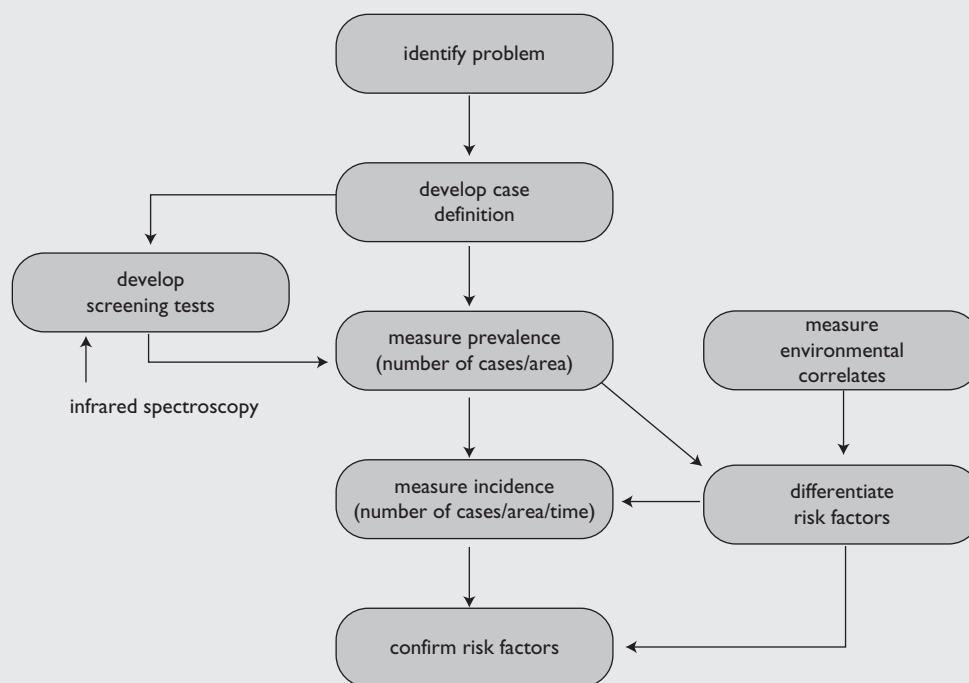 identify problem
develop case
definition
develop
screening tests
infrared spectroscopy
measure prevalence
(number of cases/area)
measure
environmental
correlates
measure incidence
(number of cases/area/time)
differentiate
risk factors
confirm risk factors